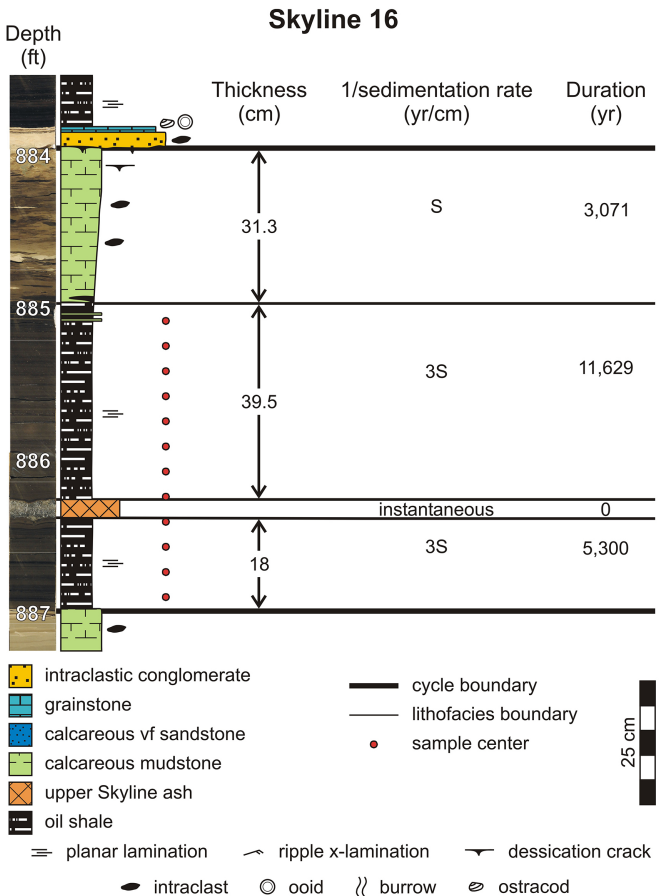 Skyline 16
Depth
(ft)
Thickness
(cm)
1/sedimentation rate
(yr/cm)
Duration
(yr)
884
31.3
S
3,071
885
39.5
3S
11,629
886
instantaneous
0
18
3S
5,300
887
intraclastic conglomerate
grainstone
calcareous vf sandstone
calcareous mudstone
upper Skyline ash
oil shale
cycle boundary
lithofacies boundary
sample center
25 cm
planar lamination
ripple x-lamination
dessication crack
intraclast
ooid
burrow
ostracod